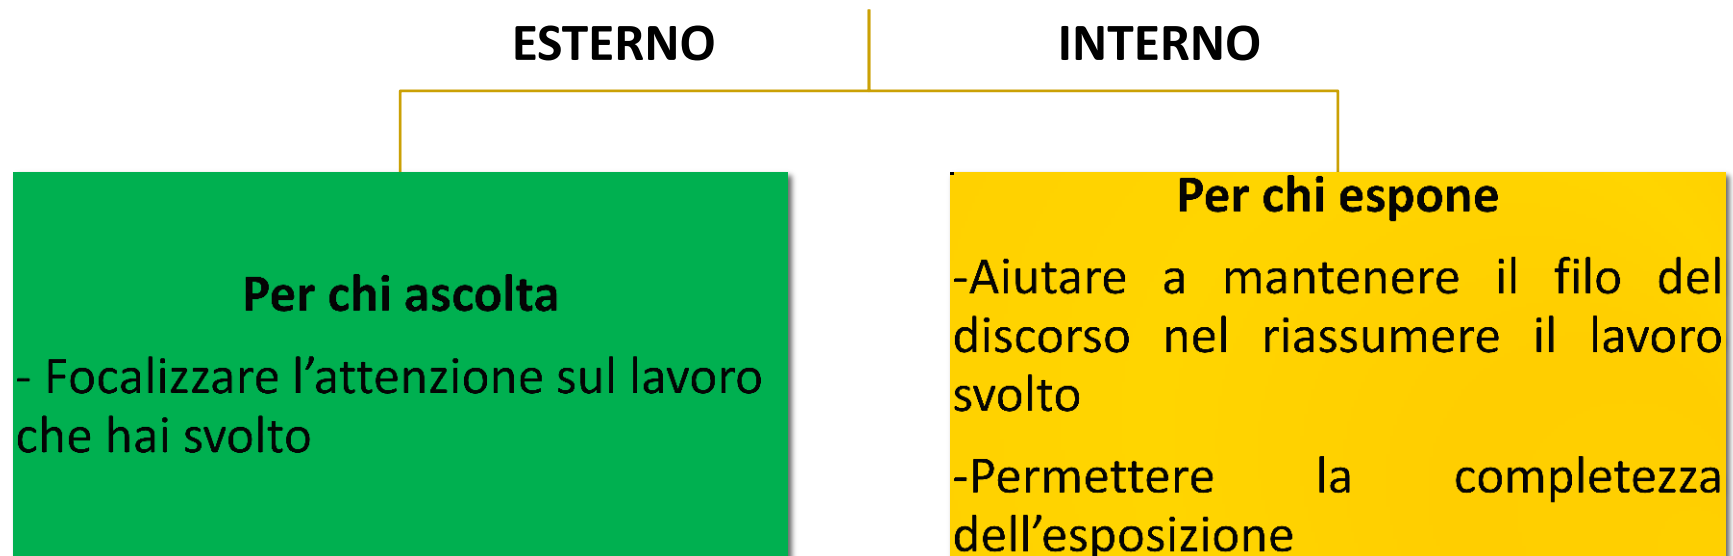 ESTERNO
INTERNO
Per chi ascolta
- Focalizzare l’attenzione sul lavoro
che hai svolto
Per chi espone
-Aiutare a mantenere il filo del
discorso nel riassumere il lavoro
svolto
-Permettere la completezza
dell’esposizione